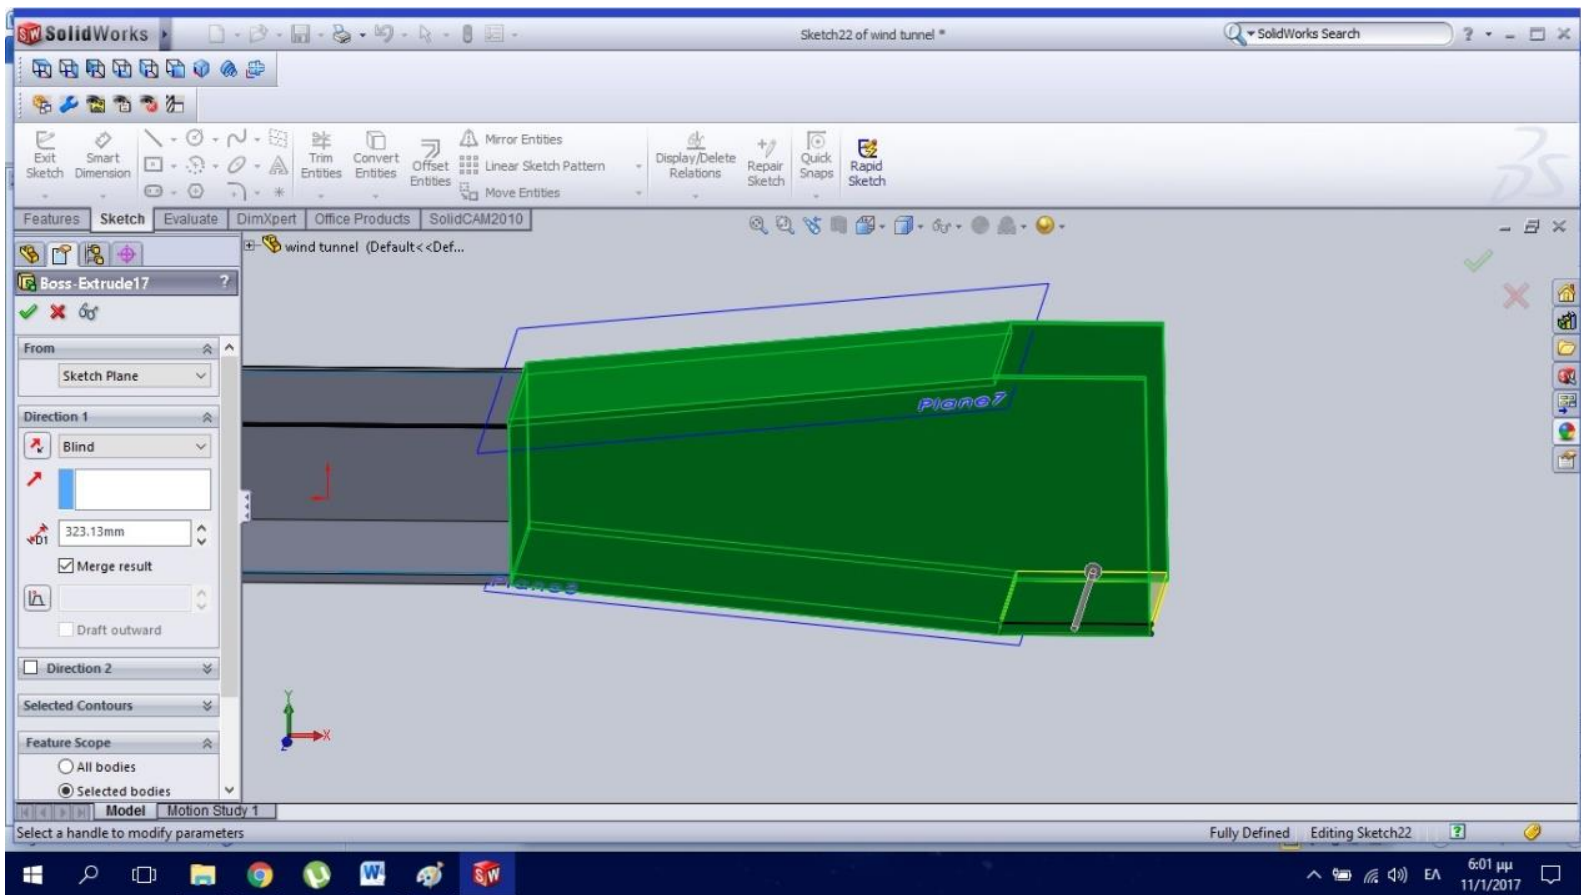 SolidWorks
Sketch22 of wind tunnel *
SolidWorks Search
Exit Sketch
Smart Dimension
Trim Entities
Convert Entities
Offset Entities
Mirror Entities
Linear Sketch Pattern
Move Entities
Display/Delete Relations
Repair Sketch
Quick Snaps
Rapid Sketch
Features Sketch Evaluate DimXpert Office Products SolidCAM2010
wind tunnel (Default<<Def...
Boss-Extrude17 ?
From
Sketch Plane
Direction 1
Blind
D1
323.13mm
Merge result
Draft outward
Direction 2
Selected Contours
Feature Scope
All bodies
Selected bodies
Plane7
Y
X
Z
Model Motion Study 1
Select a handle to modify parameters
Fully Defined Editing Sketch22
ΕΛ
6:01 μμ
11/1/2017